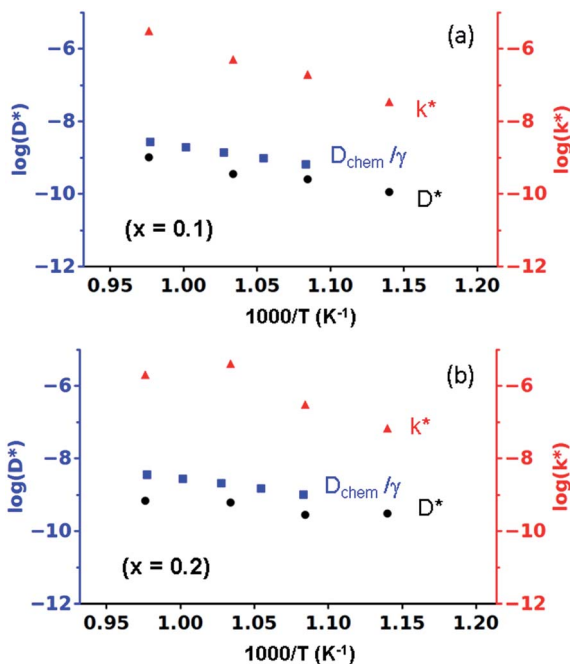 (a)
−6
−8
−10
−12
log(D*)
k*
D_chem /γ
D*
(x = 0.1)
−6
−8
−10
−12
log(k*)
0.95 1.00 1.05 1.10 1.15 1.20
1000/T (K⁻¹)
(b)
−6
−8
−10
−12
log(D*)
k*
D_chem /γ
D*
(x = 0.2)
−6
−8
−10
−12
log(k*)
0.95 1.00 1.05 1.10 1.15 1.20
1000/T (K⁻¹)